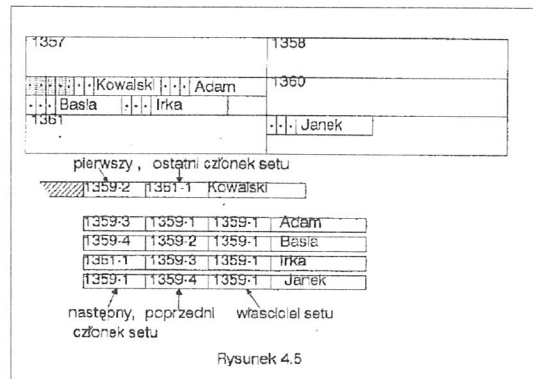 1357 1358
Kowalski Adam 1360
Basia Irka
1361 Janek
pierwszy , ostatni członek setu
1359-2 1361-1 Kowalski
1359-3 1359-1 1359-1 Adam
1359-4 1359-2 1359-1 Basia
1361-1 1359-3 1359-1 Irka
1359-1 1359-4 1359-1 Janek
następny, poprzedni właściciel setu
członek setu
Rysunek 4.5